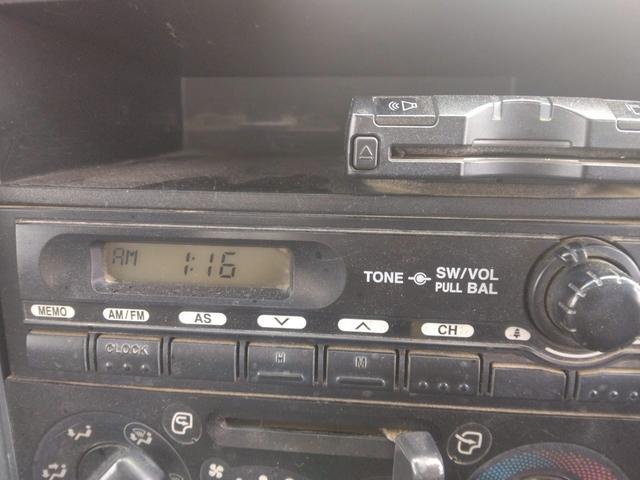 AM 1:16
TONE SW/VOL
PULL BAL
MEMO AM/FM AS CH
CLOCK H M